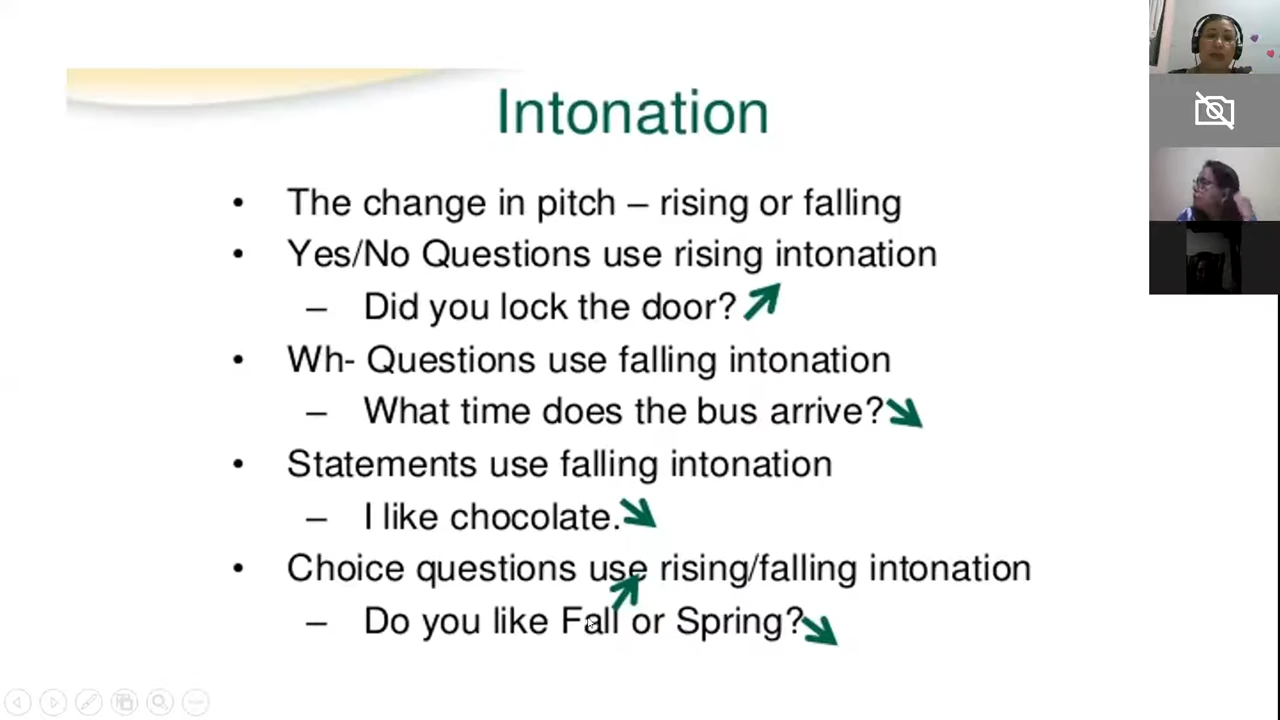 Intonation
• The change in pitch – rising or falling
• Yes/No Questions use rising intonation
– Did you lock the door?
• Wh- Questions use falling intonation
– What time does the bus arrive?
• Statements use falling intonation
– I like chocolate.
• Choice questions use rising/falling intonation
– Do you like Fall or Spring?